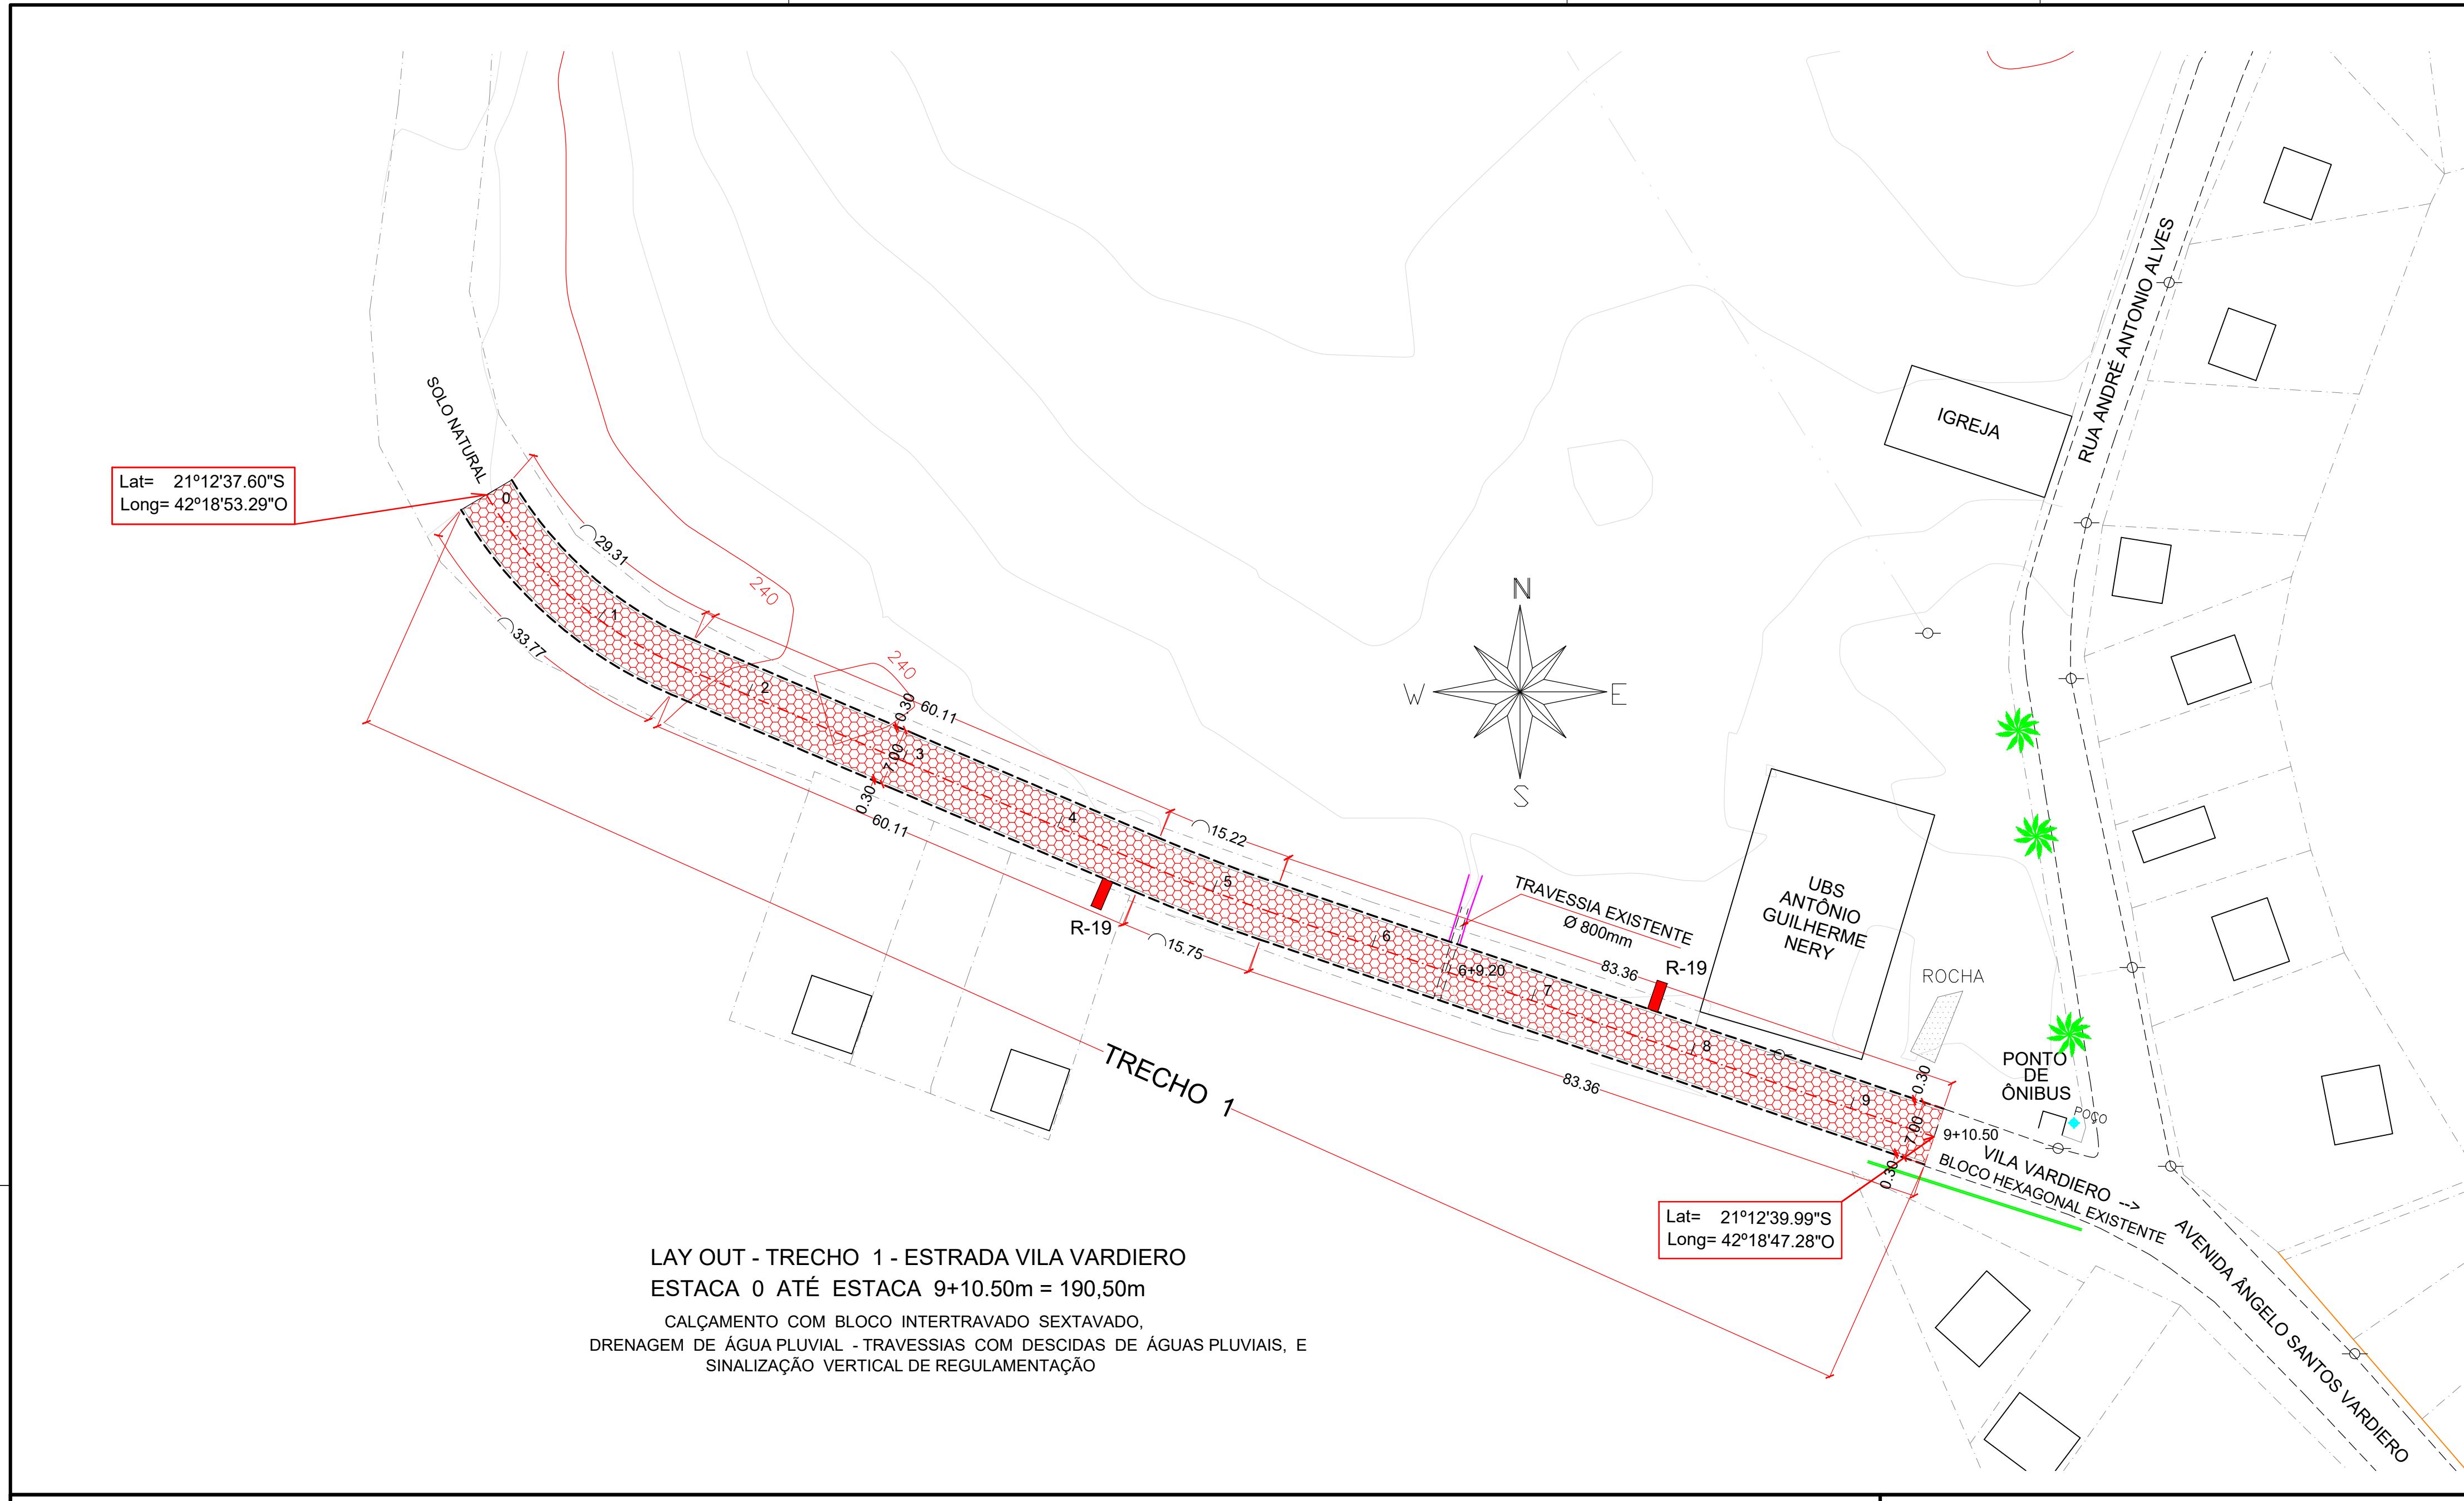 RUA ANDRÉ ANTONIO ALVES
IGREJA
SOLO NATURAL
Lat= 21º12'37.60"S
Long= 42º18'53.29"O
0
29.31
33.77
1
240
240
2
0.30
60.11
7.00
3
0.30
60.11
4
N
W
E
S
15.22
5
R-19
15.75
6
6+9.20
TRAVESSIA EXISTENTE
Ø 800mm
83.36
R-19
7
UBS
ANTÔNIO
GUILHERME
NERY
ROCHA
8
83.36
9
0.30
7.00
0.30
PONTO
DE
ÔNIBUS
POÇO
9+10.50
VILA VARDIERO -->
BLOCO HEXAGONAL EXISTENTE
AVENIDA ÂNGELO SANTOS VARDIERO
TRECHO 1
Lat= 21º12'39.99"S
Long= 42º18'47.28"O
LAY OUT - TRECHO 1 - ESTRADA VILA VARDIERO
ESTACA 0 ATÉ ESTACA 9+10.50m = 190,50m
CALÇAMENTO COM BLOCO INTERTRAVADO SEXTAVADO,
DRENAGEM DE ÁGUA PLUVIAL - TRAVESSIAS COM DESCIDAS DE ÁGUAS PLUVIAIS, E
SINALIZAÇÃO VERTICAL DE REGULAMENTAÇÃO